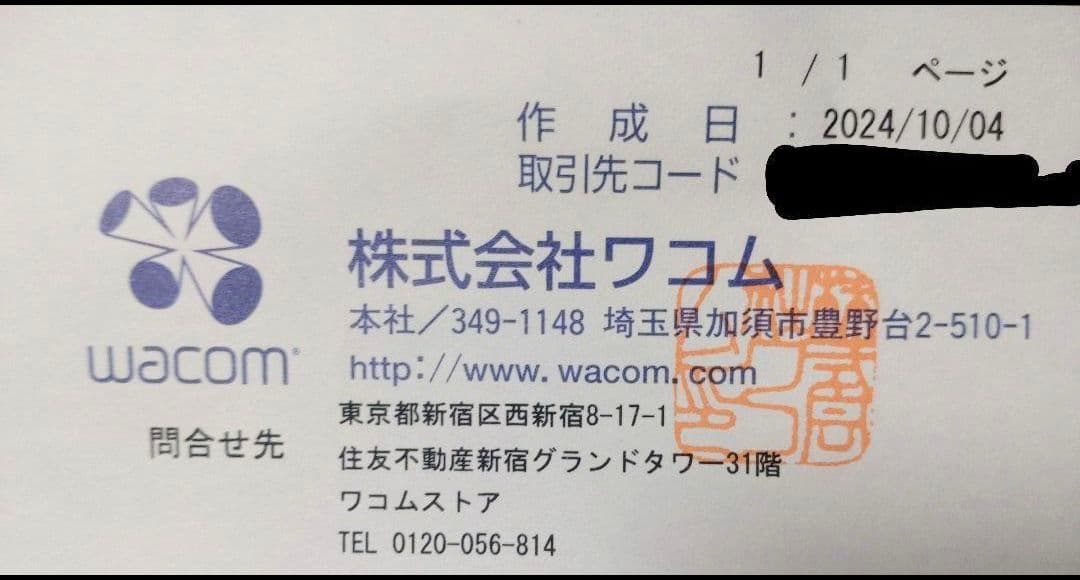 1 / 1 ページ
作 成 日 : 2024/10/04
取引先コード
株式会社ワコム
本社／349-1148 埼玉県加須市豊野台2-510-1
wacom
http://www.wacom.com
東京都新宿区西新宿8-17-1
問合せ先
住友不動産新宿グランドタワー31階
ワコムストア
TEL 0120-056-814